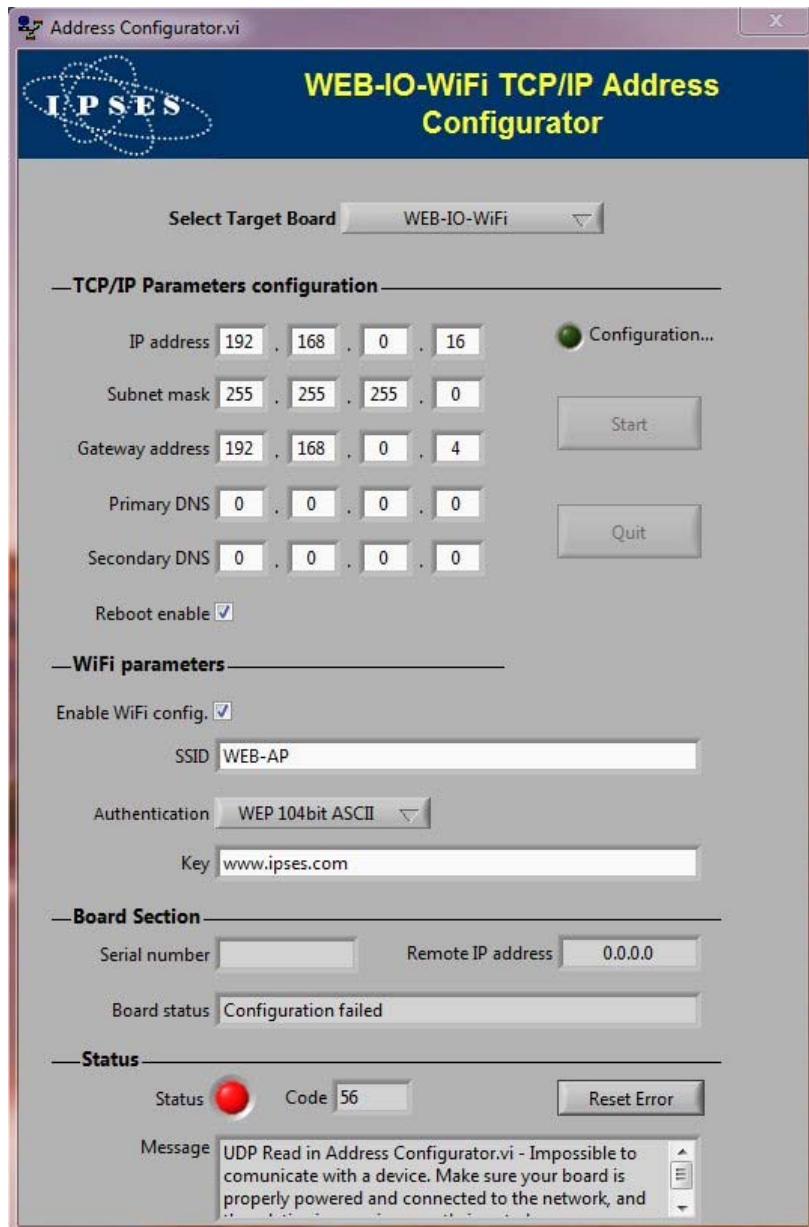 Address Configurator.vi
X
IPSES
WEB-IO-WiFi TCP/IP Address
Configurator
Select Target Board WEB-IO-WiFi
TCP/IP Parameters configuration
IP address 192 . 168 . 0 . 16
Configuration...
Subnet mask 255 . 255 . 255 . 0
Start
Gateway address 192 . 168 . 0 . 4
Primary DNS 0 . 0 . 0 . 0
Quit
Secondary DNS 0 . 0 . 0 . 0
Reboot enable
WiFi parameters
Enable WiFi config.
SSID WEB-AP
Authentication WEP 104bit ASCII
Key www.ipses.com
Board Section
Serial number
Remote IP address 0.0.0.0
Board status Configuration failed
Status
Status Code 56 Reset Error
Message UDP Read in Address Configurator.vi - Impossible to
comunicate with a device. Make sure your board is
properly powered and connected to the network, and